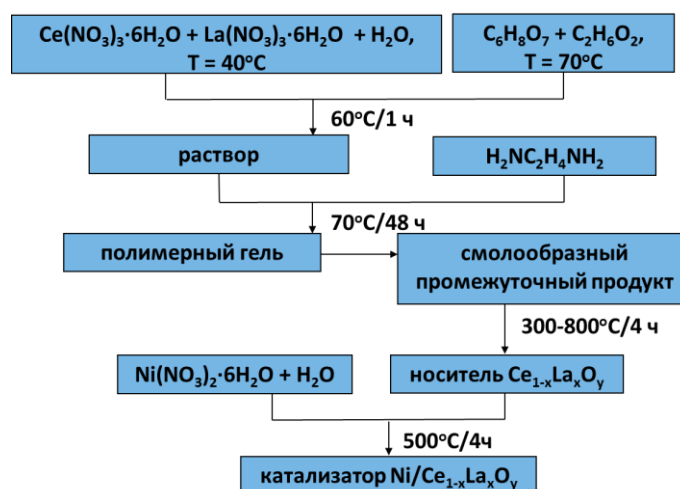 Ce(NO₃)₃·6H₂O + La(NO₃)₃·6H₂O + H₂O,
T = 40°C
C₆H₈O₇ + C₂H₆O₂,
T = 70°C
60°C/1 ч
раствор
H₂NC₂H₄NH₂
70°C/48 ч
полимерный гель
смолообразный
промежуточный продукт
300-800°C/4 ч
Ni(NO₃)₂·6H₂O + H₂O
носитель Ce₁₋ₓLaₓOᵧ
500°C/4ч
катализатор Ni/Ce₁₋ₓLaₓOᵧ